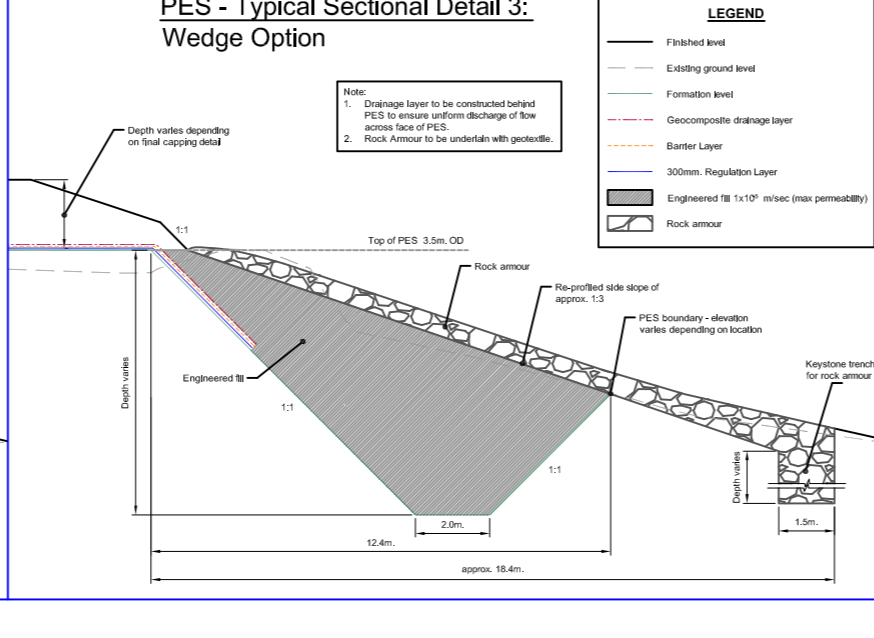 PES - Typical Sectional Detail 3:
Wedge Option
LEGEND
Finished level
Existing ground level
Formation level
Geocomposite drainage layer
Barrier Layer
300mm. Regulation Layer
Engineered fill 1x10⁵ m/sec (max permeability)
Rock armour
Note:
1. Drainage layer to be constructed behind
PES to ensure uniform discharge of flow
across face of PES.
2. Rock Armour to be underlain with geotextile.
Depth varies depending
on final capping detail
1:1
Top of PES 3.5m. OD
Rock armour
Re-profiled side slope of
approx. 1:3
PES boundary - elevation
varies depending on location
Keystone trench
for rock armour
Depth varies
Engineered fill
1:1
1:1
Depth varies
2.0m.
1.5m.
12.4m.
approx. 18.4m.